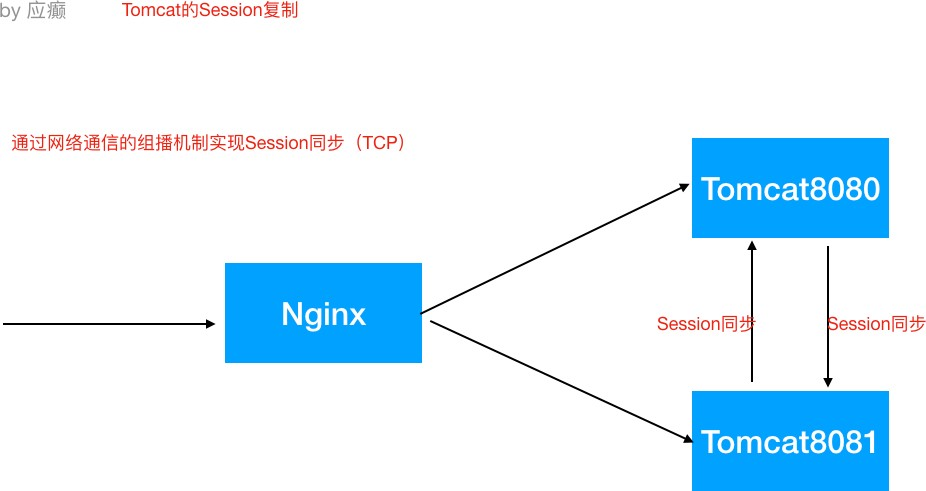 by 应癫
Tomcat的Session复制
通过网络通信的组播机制实现Session同步（TCP）
Tomcat8080
Nginx
Session同步
Session同步
Tomcat8081